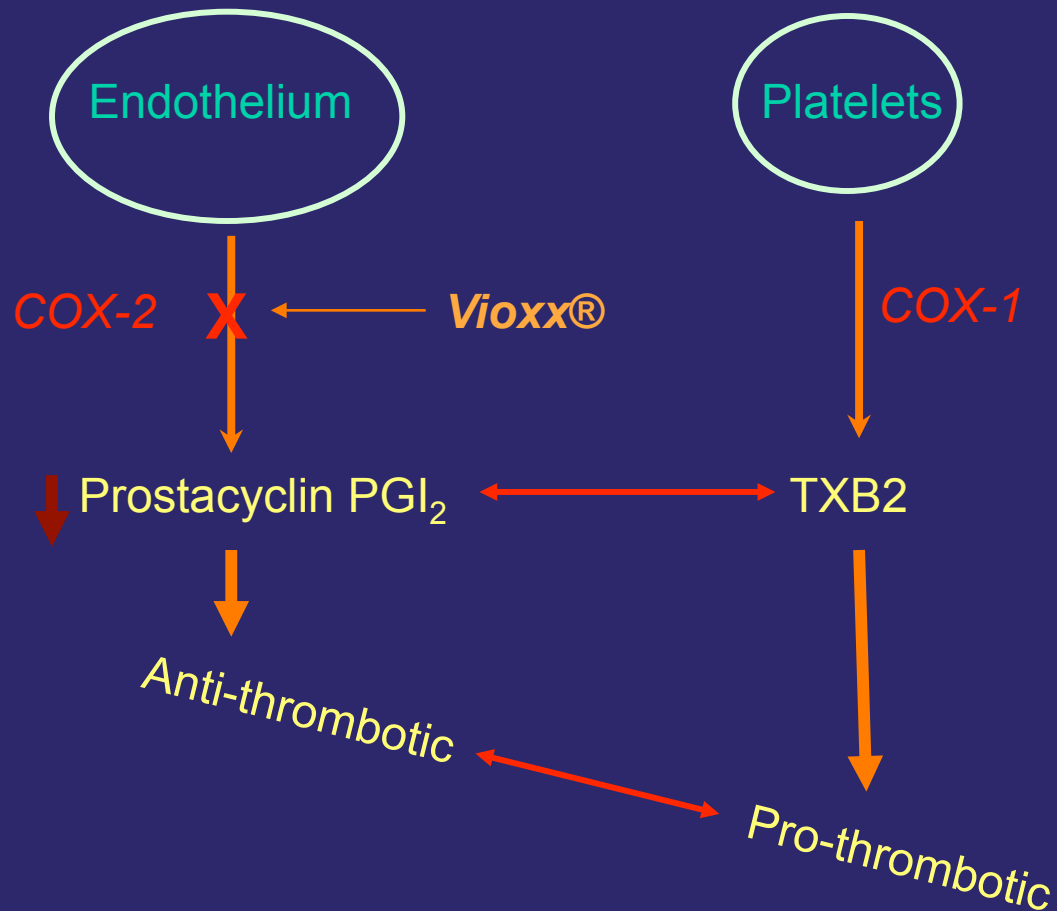 Endothelium
Platelets
COX-2
X
Vioxx®
COX-1
Prostacyclin PGI₂
TXB2
Anti-thrombotic
Pro-thrombotic